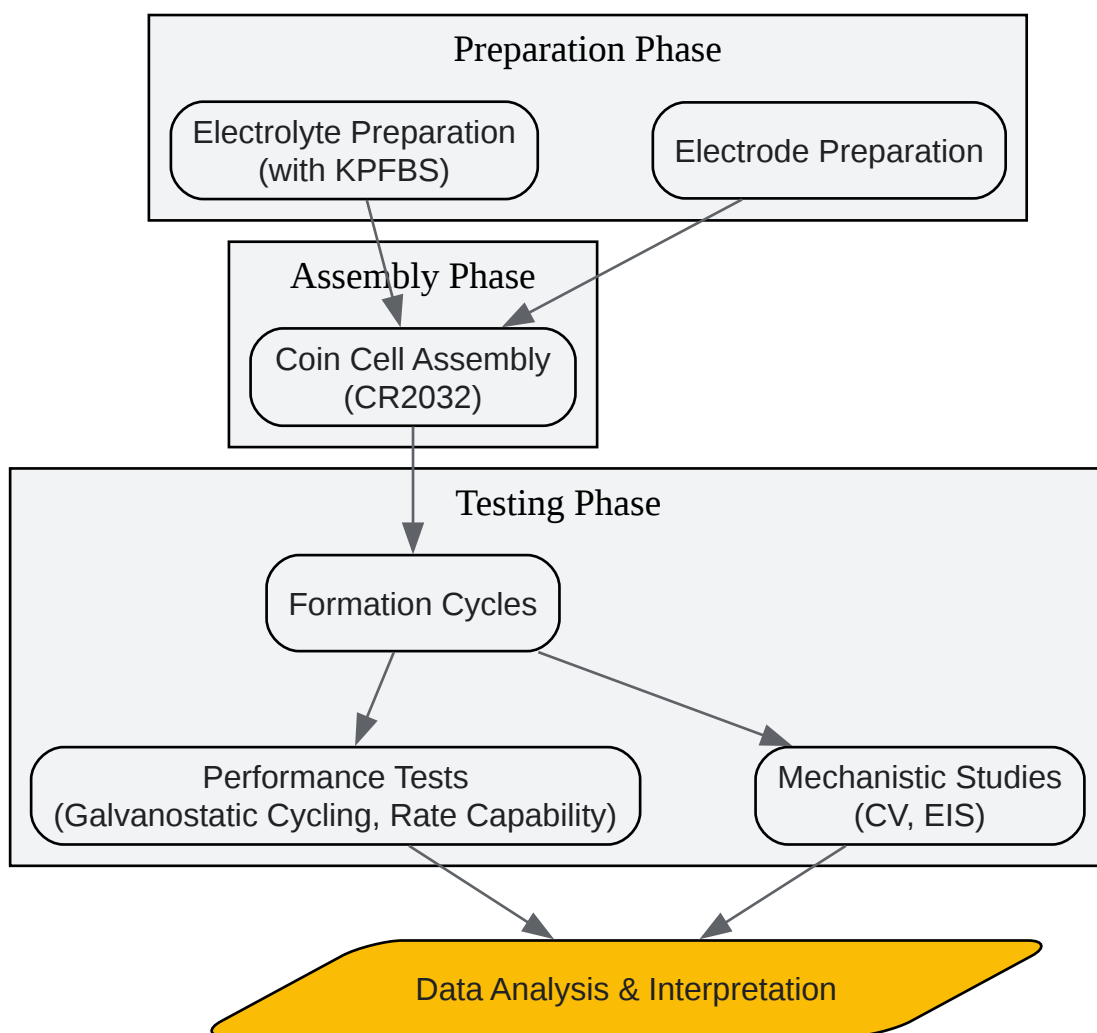 Preparation Phase
Electrolyte Preparation
(with KPFBS)
Electrode Preparation
Assembly Phase
Coin Cell Assembly
(CR2032)
Testing Phase
Formation Cycles
Performance Tests
(Galvanostatic Cycling, Rate Capability)
Mechanistic Studies
(CV, EIS)
Data Analysis & Interpretation